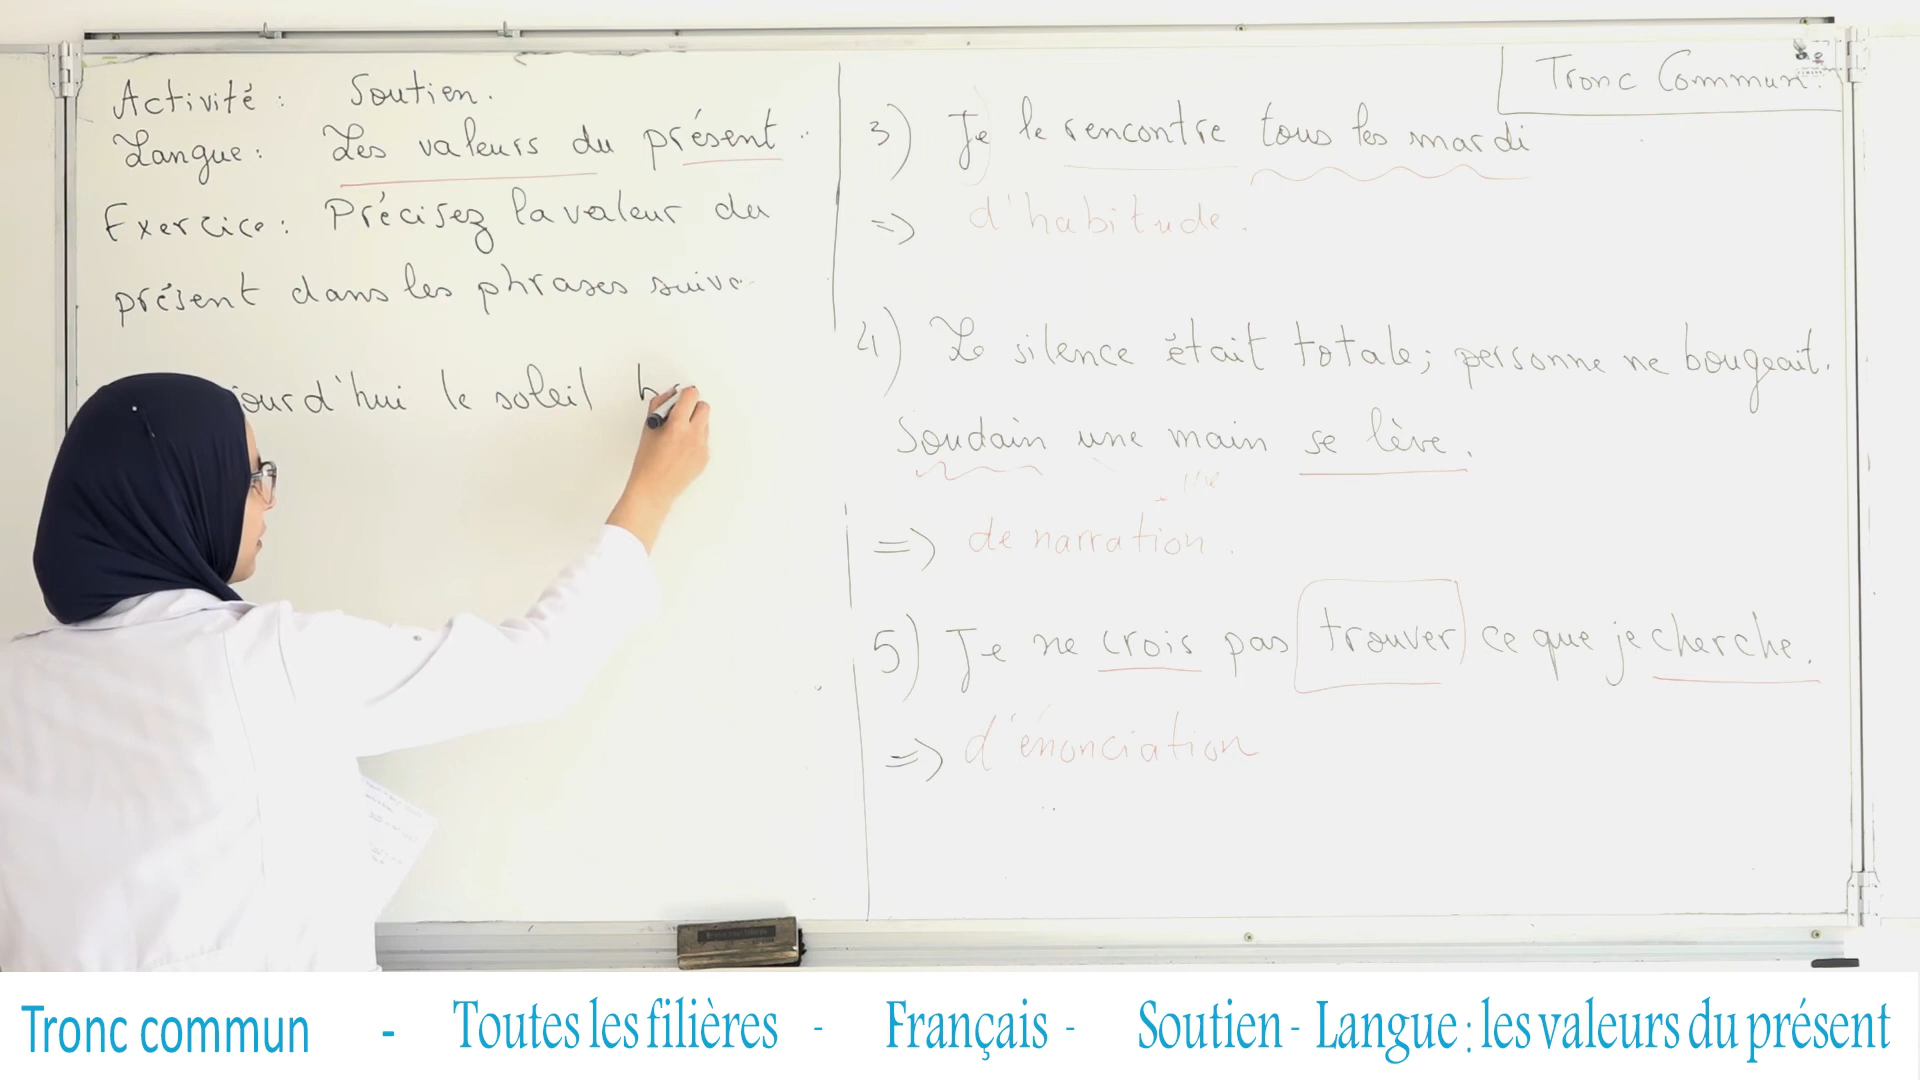 Activité : Soutien.
Langue : Les valeurs du présent.
Exercice : Précisez la valeur du
présent dans les phrases
le soleil
Tronc Commun.
3) Je le rencontre tous les mardi
=> d'habitude.
4) Le silence était totale; personne ne bougeait.
Soudain une main se lève.
=> de narration.
5) Je ne crois pas trouver ce que je cherche.
=> d'énonciation
Tronc commun - Toutes les filières - Français - Soutien - Langue : les valeurs du présent